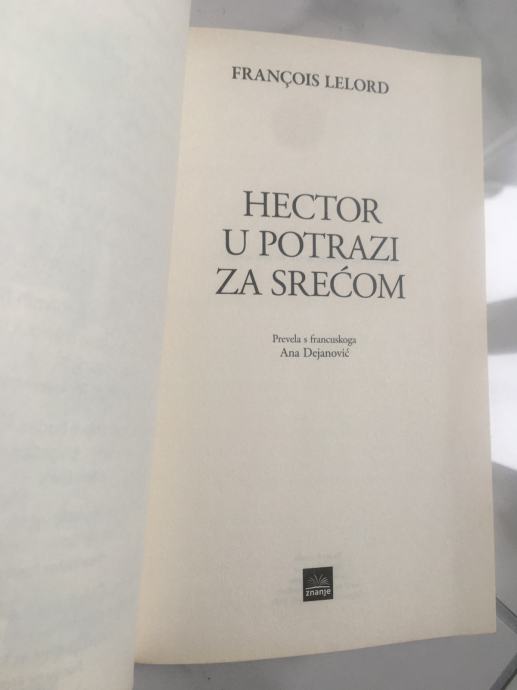 FRANÇOIS LELORD
HECTOR
U POTRAZI
ZA SREĆOM
Prevela s francuskoga
Ana Dejanović
znanje